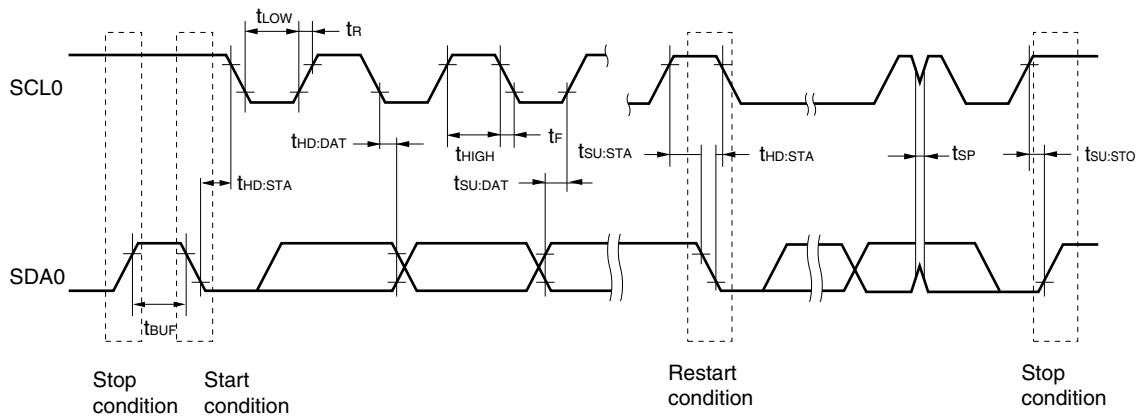 tLOW
tR
SCL0
tHD:DAT
tHIGH
tF
tSU:STA
tHD:STA
tSP
tSU:STO
tHD:STA
tSU:DAT
SDA0
tBUF
Stop
condition
Start
condition
Restart
condition
Stop
condition